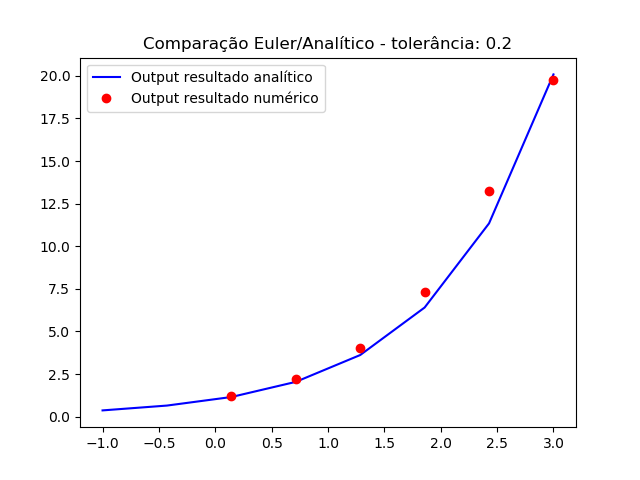 Comparação Euler/Analítico - tolerância: 0.2
Output resultado analítico
Output resultado numérico
20.0
17.5
15.0
12.5
10.0
7.5
5.0
2.5
0.0
−1.0 −0.5 0.0 0.5 1.0 1.5 2.0 2.5 3.0